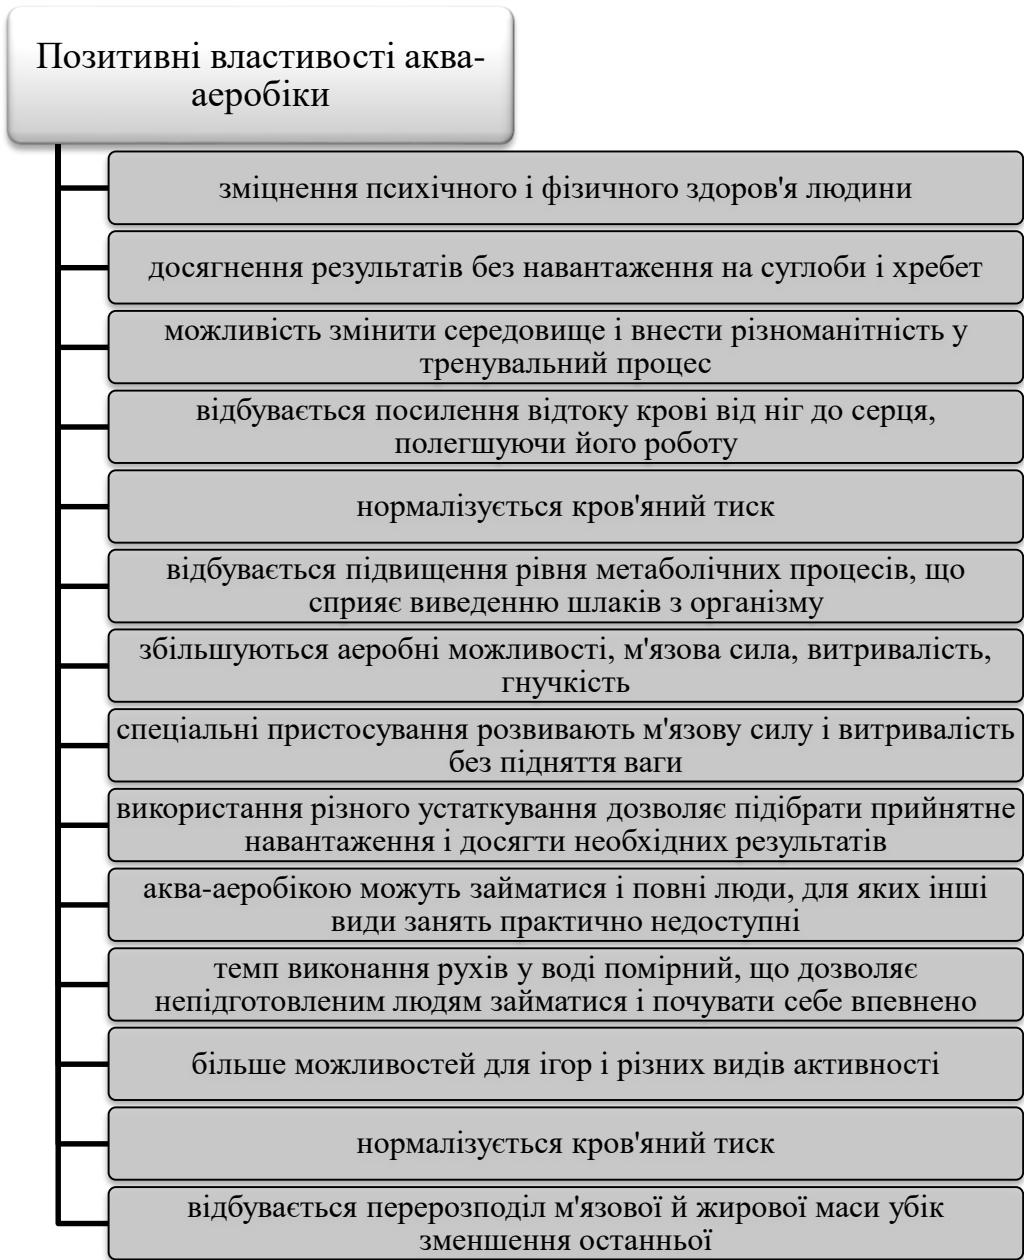 Позитивні властивості аква-
аеробіки
зміцнення психічного і фізичного здоров'я людини
досягнення результатів без навантаження на суглоби і хребет
можливість змінити середовище і внести різноманітність у
тренувальний процес
відбувається посилення відтоку крові від ніг до серця,
полегшуючи його роботу
нормалізується кров'яний тиск
відбувається підвищення рівня метаболічних процесів, що
сприяє виведенню шлаків з організму
збільшуються аеробні можливості, м'язова сила, витривалість,
гнучкість
спеціальні пристосування розвивають м'язову силу і витривалість
без підняття ваги
використання різного устаткування дозволяє підібрати прийнятне
навантаження і досягти необхідних результатів
аква-аеробікою можуть займатися і повні люди, для яких інші
види занять практично недоступні
темп виконання рухів у воді помірний, що дозволяє
непідготовленим людям займатися і почувати себе впевнено
більше можливостей для ігор і різних видів активності
нормалізується кров'яний тиск
відбувається перерозподіл м'язової й жирової маси убік
зменшення останньої